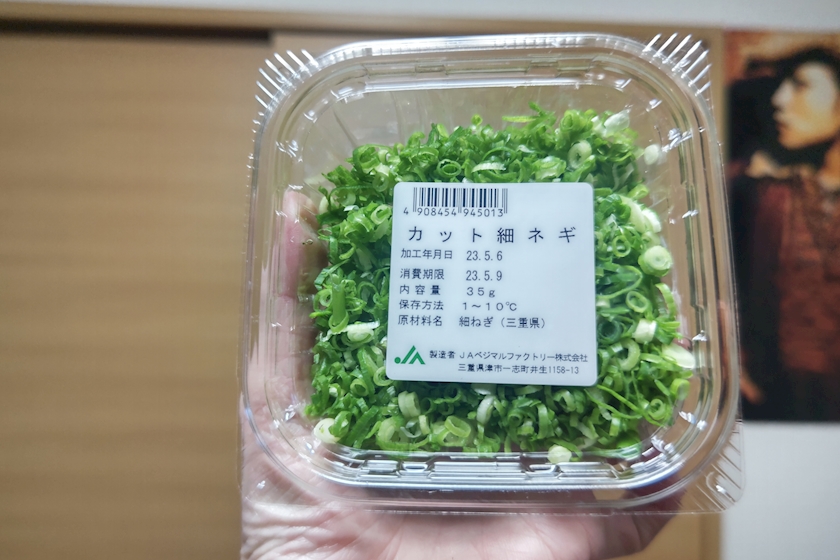 4 908454 945013
カット細ネギ
加工年月日 23.5.6
消費期限 23.5.9
内容量 35g
保存方法 1~10℃
原材料名 細ねぎ(三重県)
JA 製造者 JAベジマルファクトリー株式会社
三重県津市一志町井生1158-13